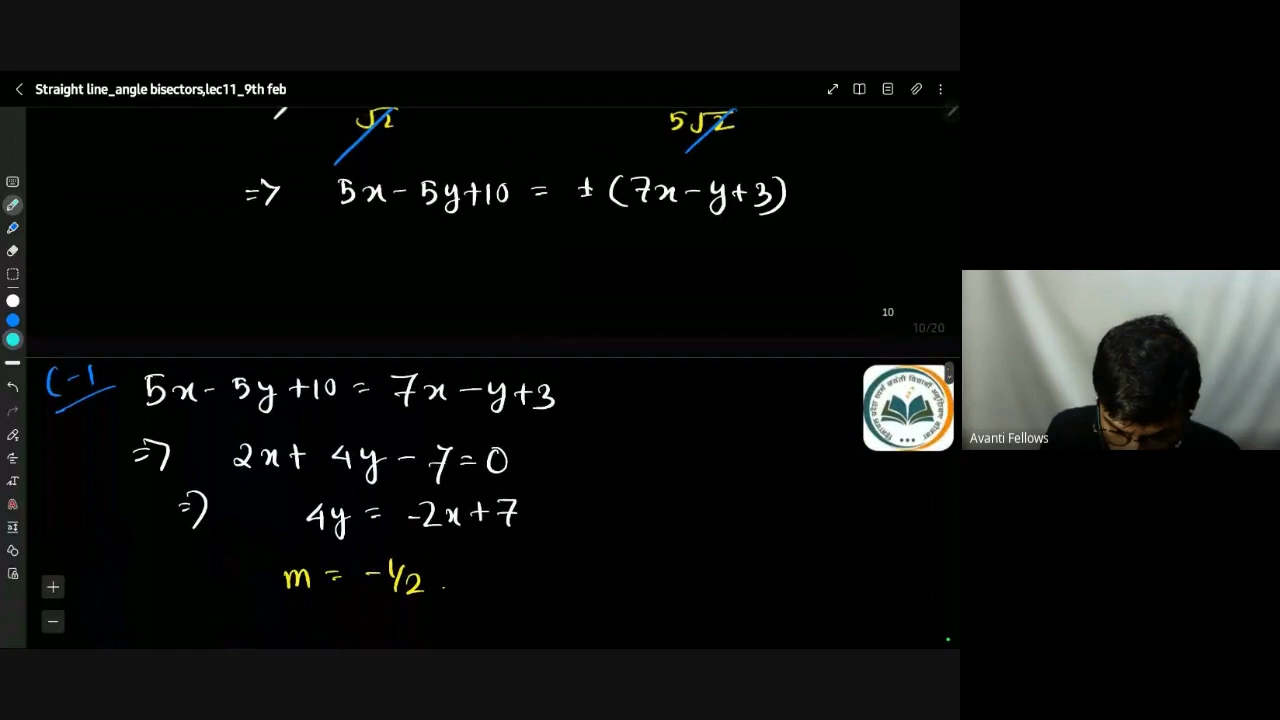 Straight line_angle bisectors,lec11_9th feb
√2 5√2
=> 5x - 5y + 10 = ± (7x - y + 3)
10
10/20
C-1 5x - 5y + 10 = 7x - y + 3
=> 2x + 4y - 7 = 0
=> 4y = -2x + 7
m = -1/2 .
Avanti Fellows